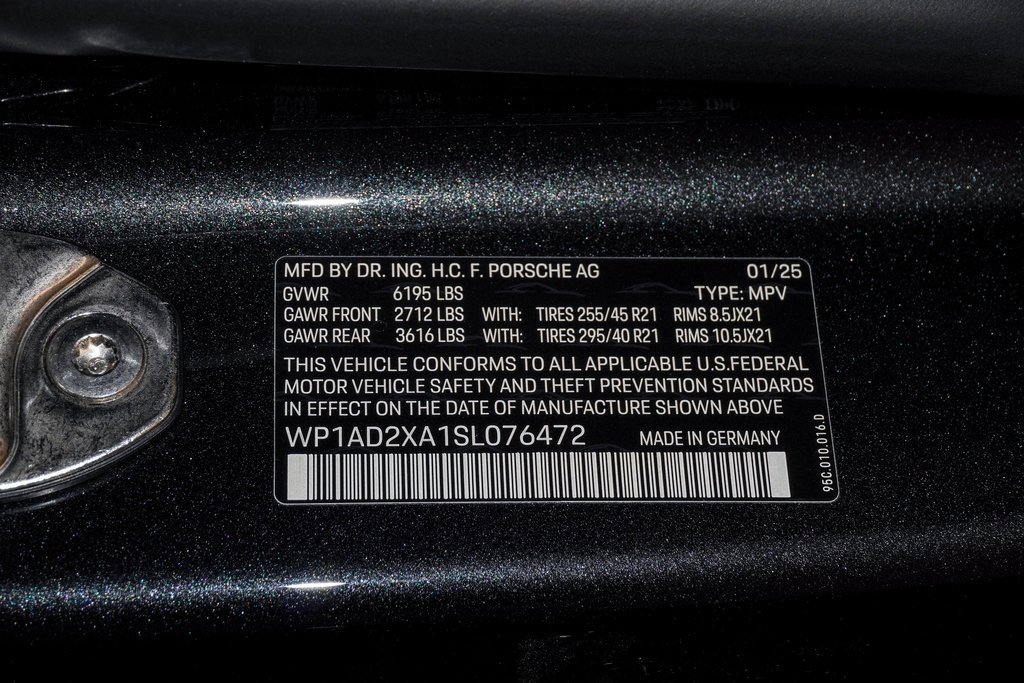 MFD BY DR. ING. H.C. F. PORSCHE AG 01/25
GVWR 6195 LBS TYPE: MPV
GAWR FRONT 2712 LBS WITH: TIRES 255/45 R21 RIMS 8.5JX21
GAWR REAR 3616 LBS WITH: TIRES 295/40 R21 RIMS 10.5JX21
THIS VEHICLE CONFORMS TO ALL APPLICABLE U.S.FEDERAL
MOTOR VEHICLE SAFETY AND THEFT PREVENTION STANDARDS
IN EFFECT ON THE DATE OF MANUFACTURE SHOWN ABOVE
WP1AD2XA1SL076472 MADE IN GERMANY
95C.010.016.D